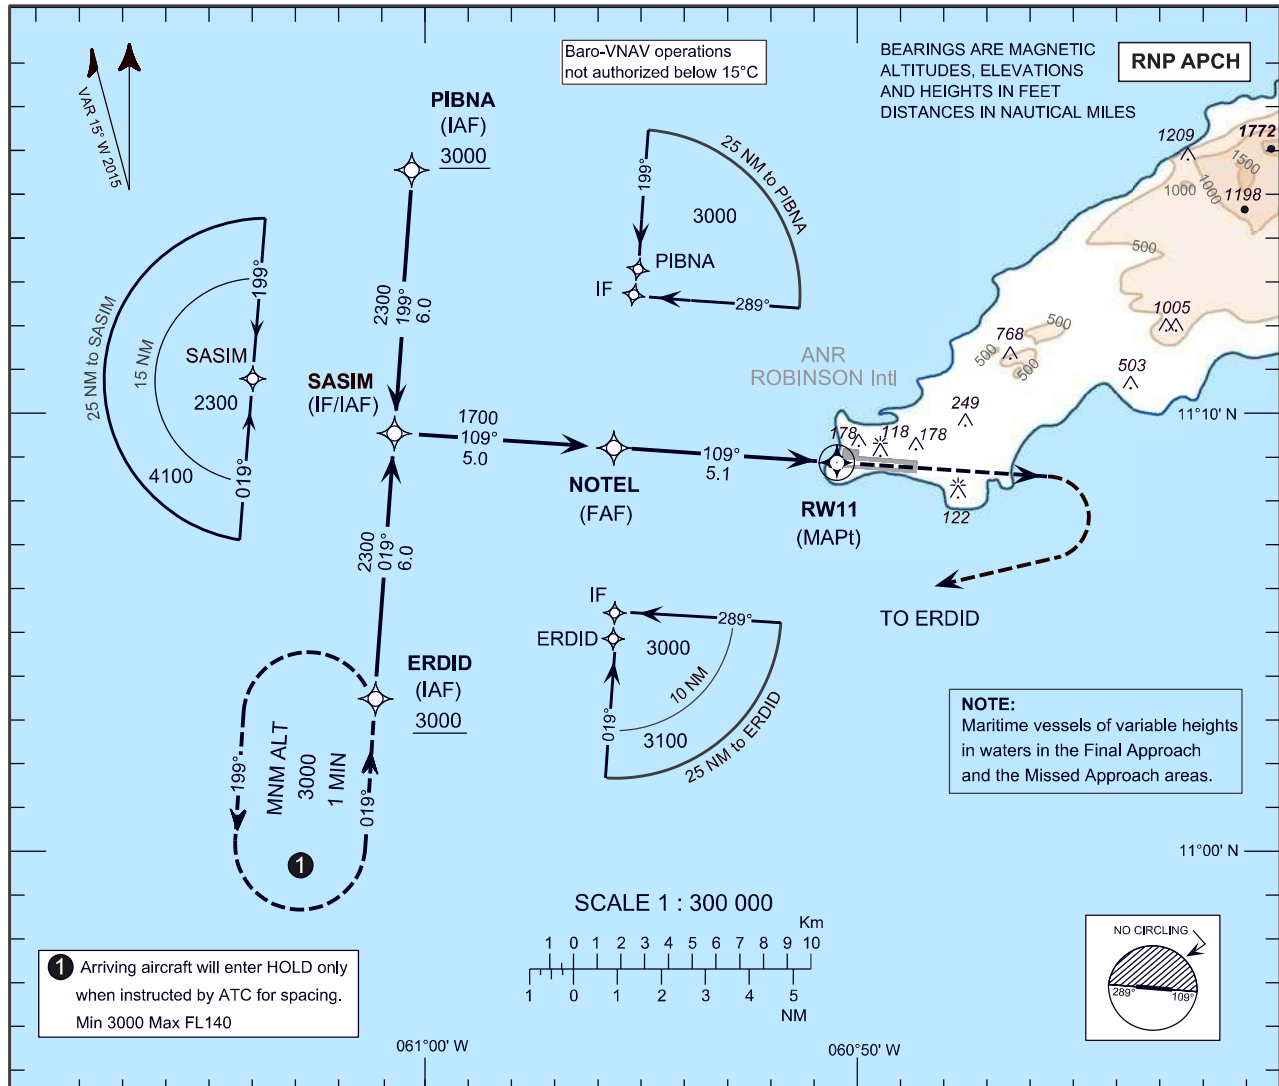 Baro-VNAV operations
not authorized below 15°C
BEARINGS ARE MAGNETIC
ALTITUDES, ELEVATIONS
AND HEIGHTS IN FEET
DISTANCES IN NAUTICAL MILES
RNP APCH
VAR 15° W 2015
PIBNA
(IAF)
3000
2300
199°
6.0
25 NM to PIBNA
199°
3000
PIBNA
IF
289°
1209
1772
1500
1000
1000
1198
500
1005
768
500
500
500
503
249
178
118
178
122
25 NM to SASIM
15 NM
199°
SASIM
2300
4100
019°
SASIM
(IF/IAF)
1700
109°
5.0
NOTEL
(FAF)
109°
5.1
ANR
ROBINSON Intl
RW11
(MAPt)
11°10' N
TO ERDID
2300
019°
6.0
ERDID
(IAF)
3000
IF
ERDID
289°
3000
10 NM
019°
3100
25 NM to ERDID
199°
MNM ALT
3000
1 MIN
019°
1
NOTE:
Maritime vessels of variable heights
in waters in the Final Approach
and the Missed Approach areas.
11°00' N
SCALE 1 : 300 000
Km
1 0 1 2 3 4 5 6 7 8 9 10
1 0 1 2 3 4 5
NM
NO CIRCLING
289° 109°
1 Arriving aircraft will enter HOLD only
when instructed by ATC for spacing.
Min 3000 Max FL140
061°00' W
060°50' W